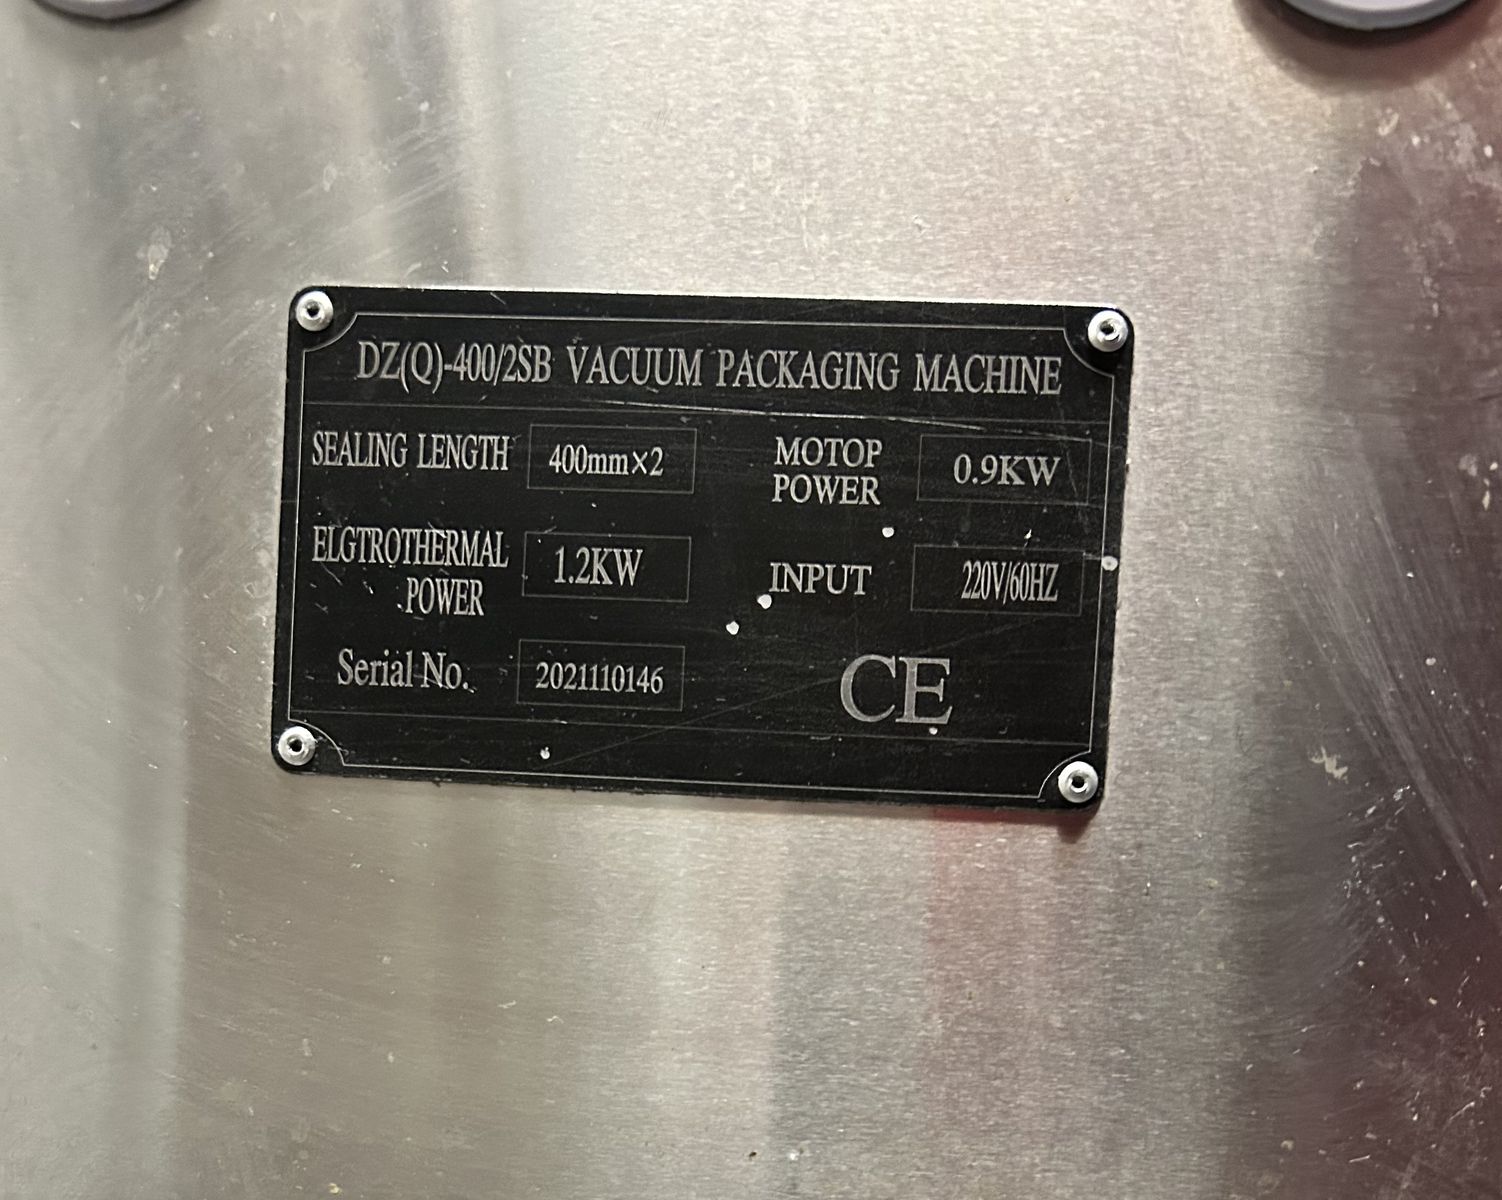 DZ(Q)-400/2SB VACUUM PACKAGING MACHINE
SEALING LENGTH 400mm×2
MOTOP POWER 0.9KW
ELGTROTHERMAL POWER 1.2KW
INPUT 220V/60HZ
Serial No. 2021110146
CE